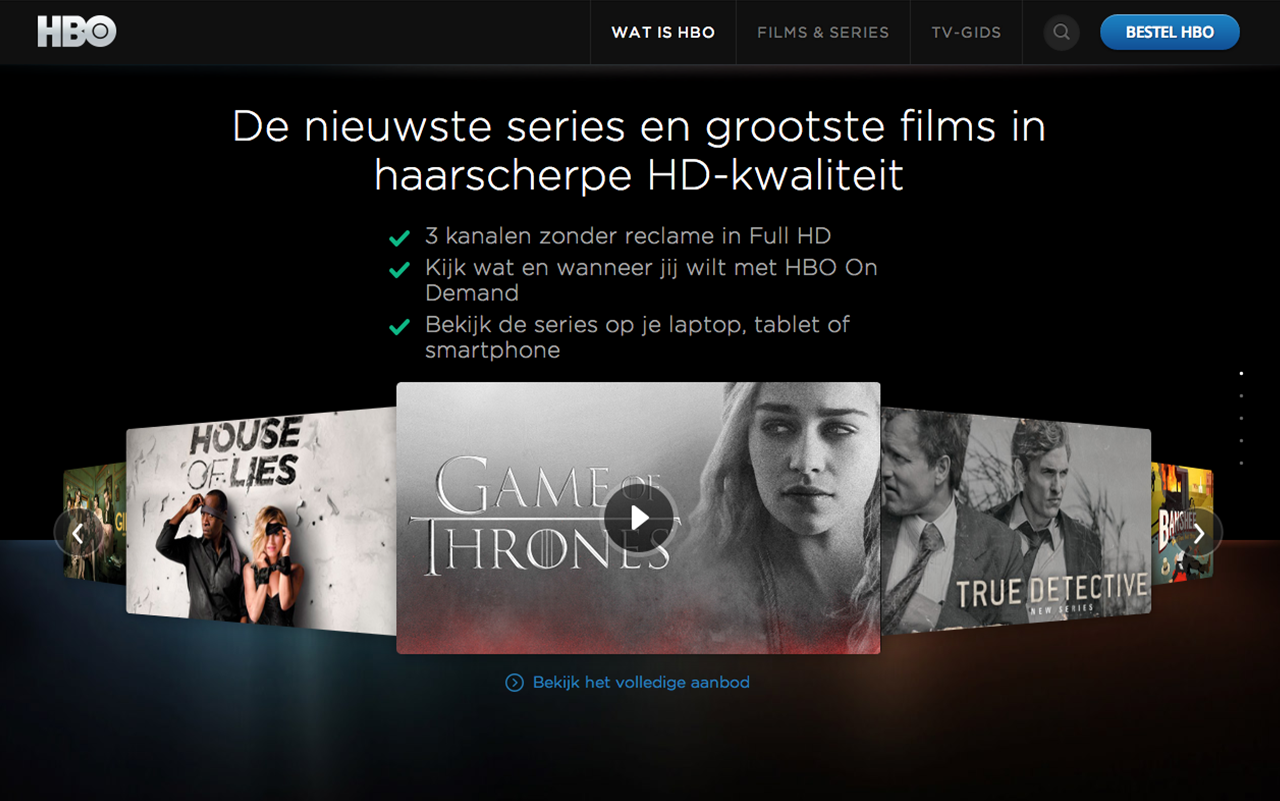 HBO
WAT IS HBO
FILMS & SERIES
TV-GIDS
BESTEL HBO
De nieuwste series en grootste films in
haarscherpe HD-kwaliteit
3 kanalen zonder reclame in Full HD
Kijk wat en wanneer jij wilt met HBO On
Demand
Bekijk de series op je laptop, tablet of
smartphone
HOUSE
OF LIES
GAME OF
THRONES
TRUE DETECTIVE
NEW SERIES
BANSHEE
Bekijk het volledige aanbod